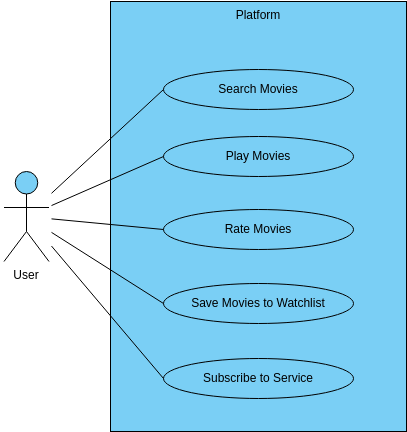 Platform
Search Movies
Play Movies
Rate Movies
Save Movies to Watchlist
Subscribe to Service
User